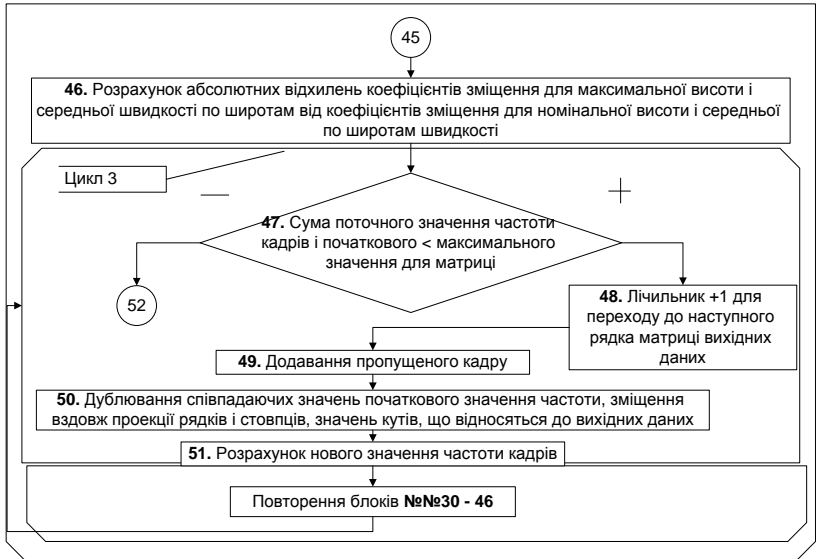 45
46. Розрахунок абсолютних відхилень коефіцієнтів зміщення для максимальної висоти і
середньої швидкості по широтам від коефіцієнтів зміщення для номінальної висоти і середньої
по широтам швидкості
Цикл 3
—
+
47. Сума поточного значення частоти
кадрів і початкового < максимального
значення для матриці
52
48. Лічильник +1 для
переходу до наступного
рядка матриці вихідних
даних
49. Додавання пропущеного кадру
50. Дублювання співпадаючих значень початкового значення частоти, зміщення
вздовж проекції рядків і стовпців, значень кутів, що відносяться до вихідних даних
51. Розрахунок нового значення частоти кадрів
Повторення блоків №№30 - 46